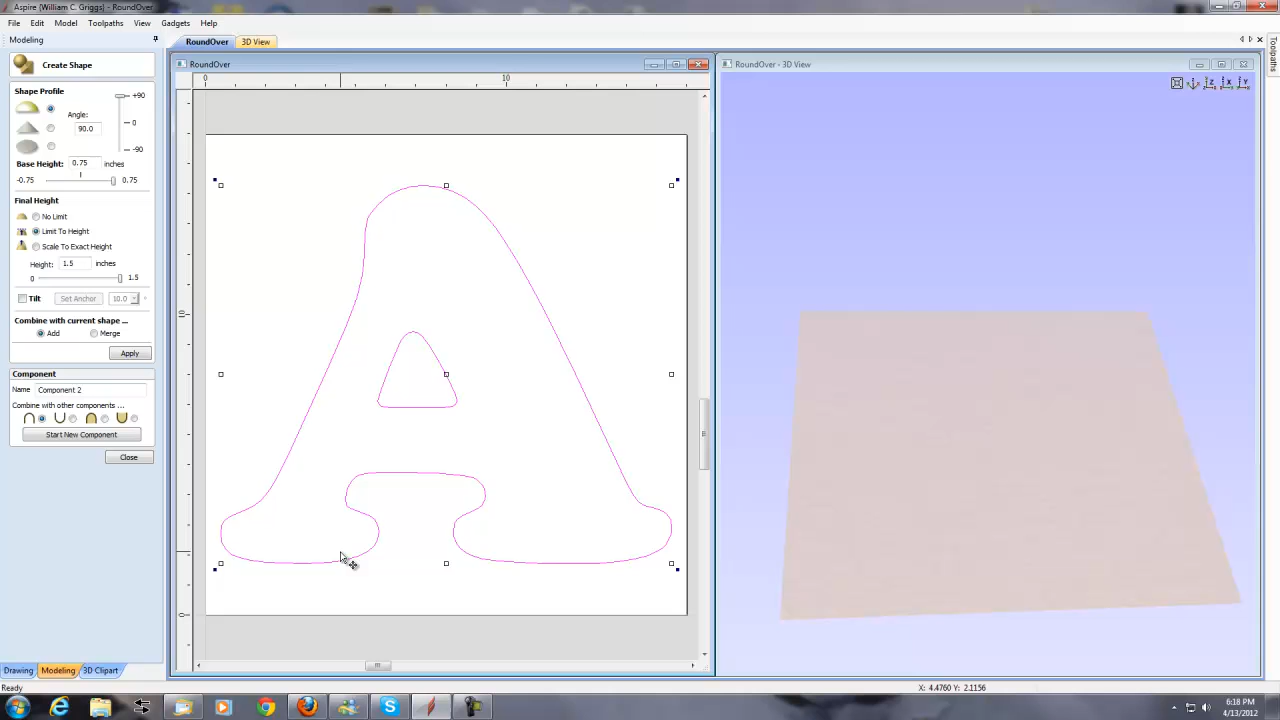 Aspire (William C. Griggs) - RoundOver
File Edit Model Toolpaths View Gadgets Help
Modeling
RoundOver 3D View
Toolpaths
Create Shape
RoundOver
RoundOver - 3D View
0 10
Shape Profile
+90
Angle:
0
90.0
-90
Base Height: 0.75 inches
-0.75 0.75
Final Height
No Limit
Limit To Height
Scale To Exact Height
Height: 1.5 inches
0 1.5
Tilt Set Anchor 10.0 °
10
Combine with current shape ...
Add Merge
Apply
Component
Name Component 2
Combine with other components ...
Start New Component
Close
0
Drawing Modeling 3D Clipart
Ready
X: 4.4760 Y: 2.1156
6:18 PM
4/13/2012